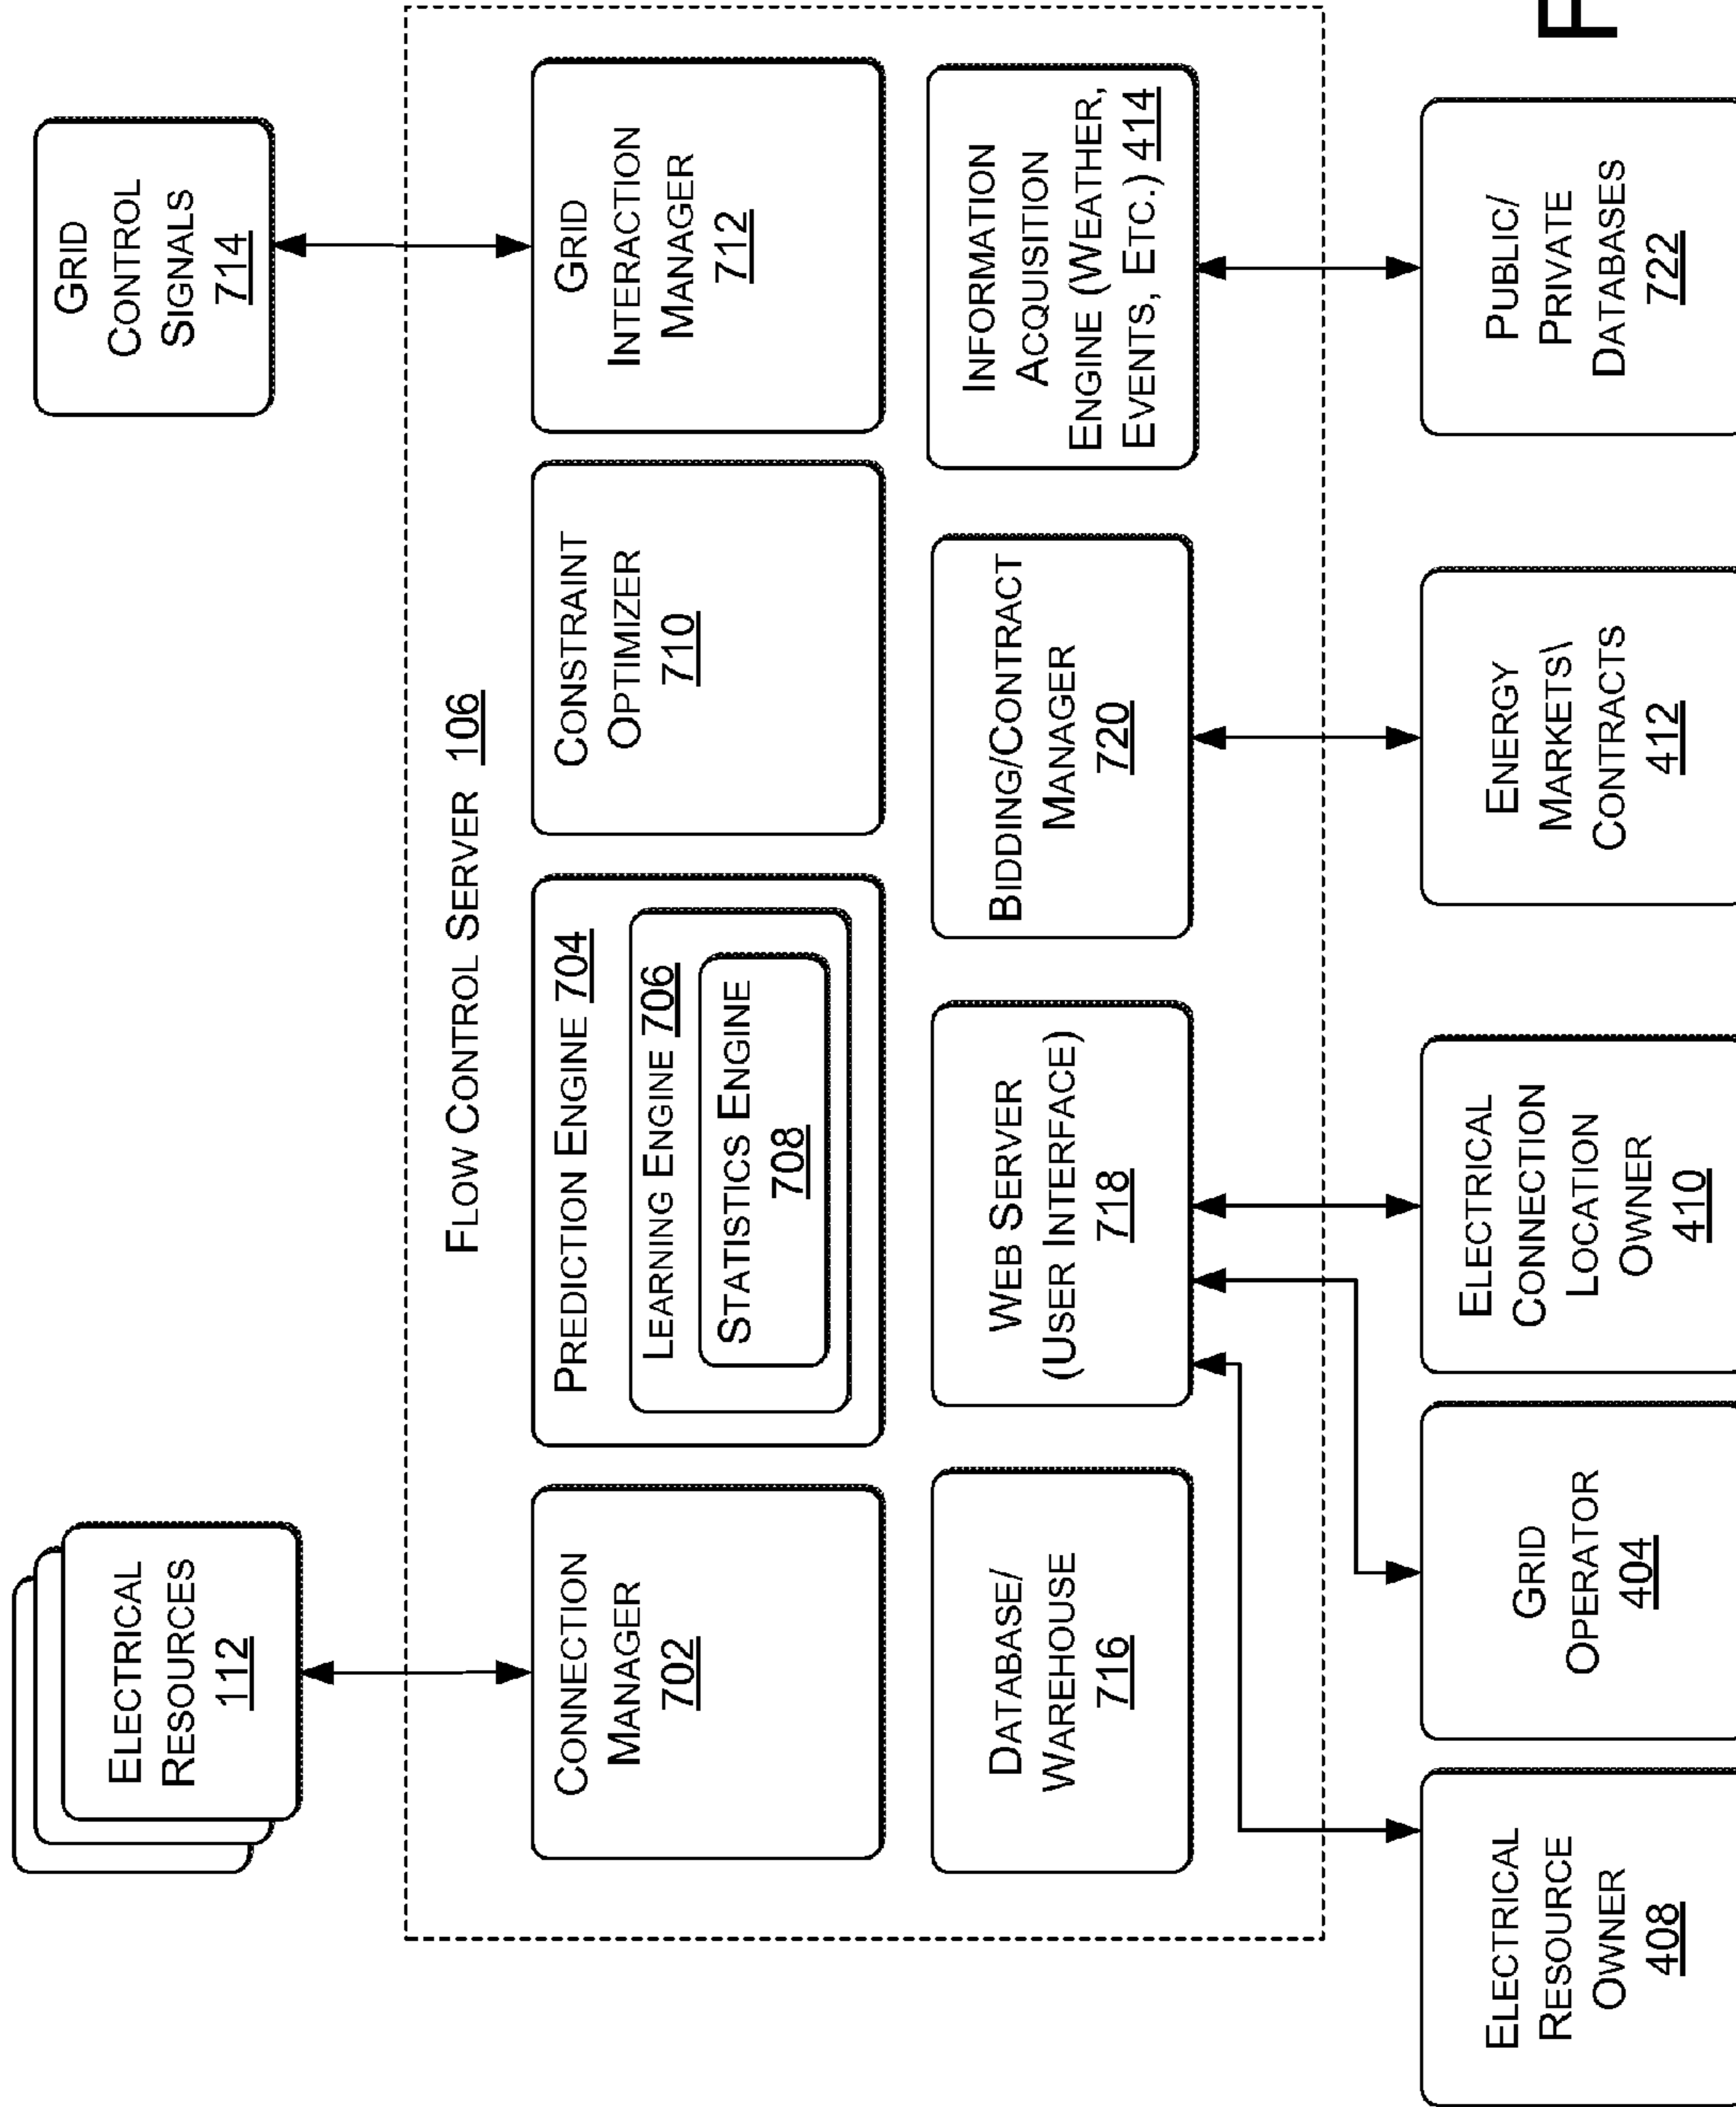 ELECTRICAL
RESOURCES
112
GRID
CONTROL
SIGNALS
714
FLOW CONTROL SERVER 106
CONNECTION
MANAGER
702
PREDICTION ENGINE 704
LEARNING ENGINE 706
STATISTICS ENGINE
708
CONSTRAINT
OPTIMIZER
710
GRID
INTERACTION
MANAGER
712
DATABASE/
WAREHOUSE
716
WEB SERVER
(USER INTERFACE)
718
BIDDING/CONTRACT
MANAGER
720
INFORMATION
ACQUISITION
ENGINE (WEATHER,
EVENTS, ETC.) 414
ELECTRICAL
RESOURCE
OWNER
408
GRID
OPERATOR
404
ELECTRICAL
CONNECTION
LOCATION
OWNER
410
ENERGY
MARKETS\
CONTRACTS
412
PUBLIC/
PRIVATE
DATABASES
722